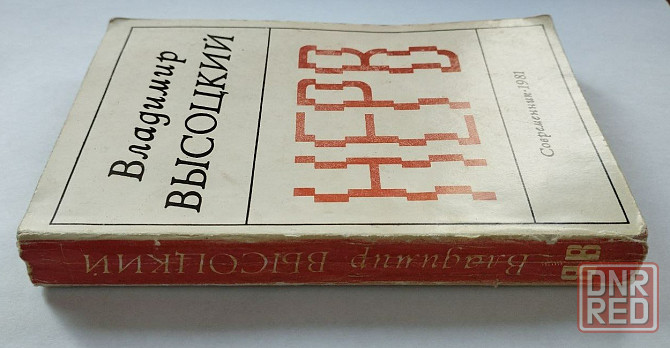 Владимир
ВЫСОЦКИЙ
НЕРВ
Современник·1981
Владимир ВЫСОЦКИЙ
DNR
RED